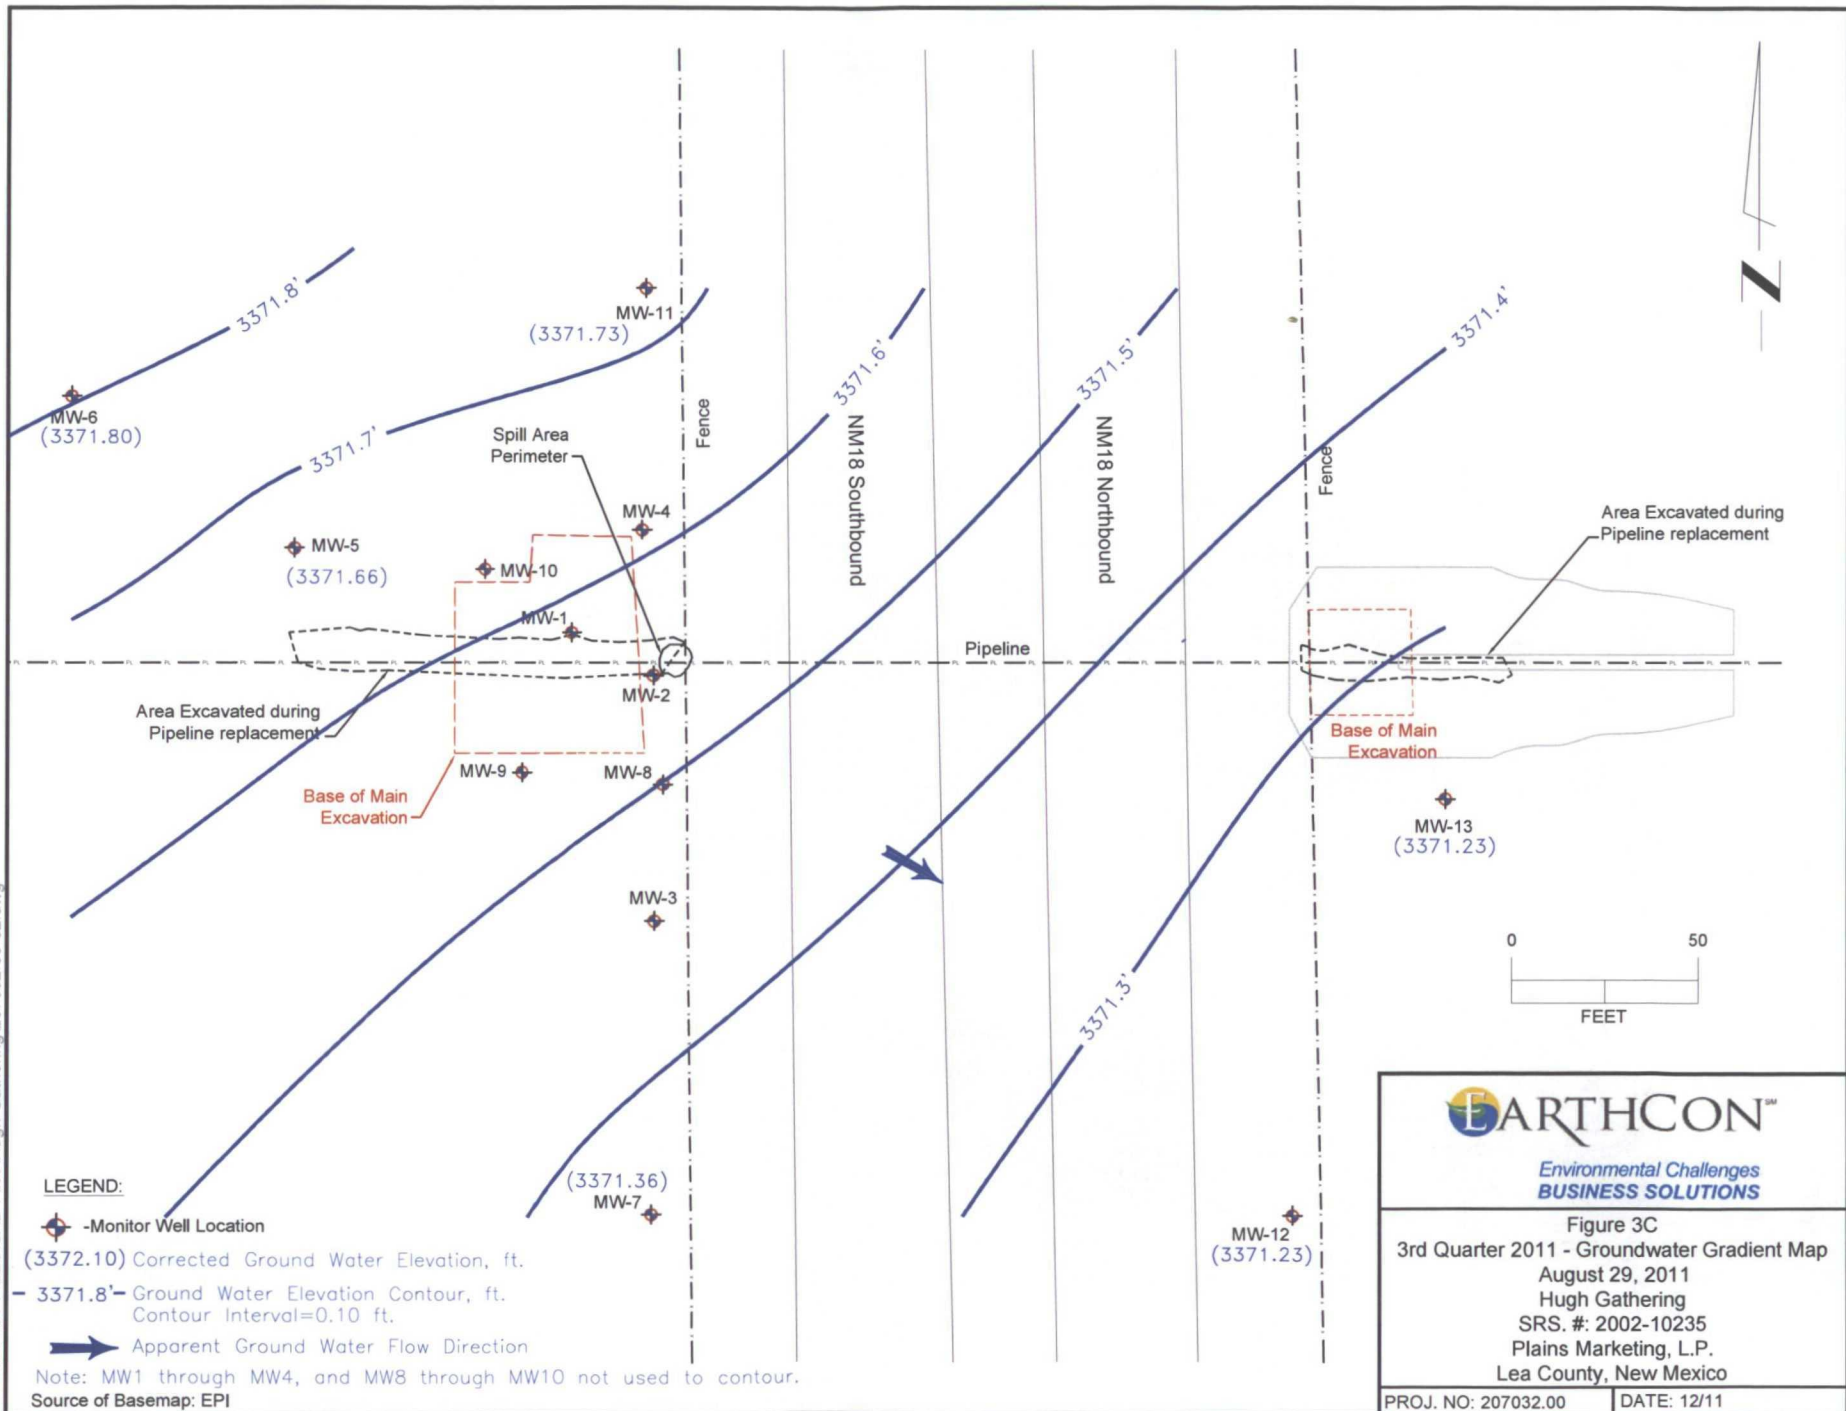 3371.8'
MW-11
(3371.73)
3371.6'
3371.5'
3371.4'
MW-6
(3371.80)
3371.7'
Spill Area
Perimeter
Fence
NM18 Southbound
NM18 Northbound
Fence
N
MW-4
MW-5
(3371.66)
MW-10
MW-1
Area Excavated during
Pipeline replacement
Pipeline
MW-2
Area Excavated during
Pipeline replacement
Base of Main
Excavation
MW-9
MW-8
Base of Main
Excavation
MW-13
(3371.23)
MW-3
3371.3'
0 50
FEET
(3371.36)
MW-7
MW-12
(3371.23)
LEGEND:
-Monitor Well Location
(3372.10) Corrected Ground Water Elevation, ft.
3371.8' Ground Water Elevation Contour, ft.
Contour Interval=0.10 ft.
Apparent Ground Water Flow Direction
Note: MW1 through MW4, and MW8 through MW10 not used to contour.
Source of Basemap: EPI
EARTHCON SM
Environmental Challenges
BUSINESS SOLUTIONS
Figure 3C
3rd Quarter 2011 - Groundwater Gradient Map
August 29, 2011
Hugh Gathering
SRS. #: 2002-10235
Plains Marketing, L.P.
Lea County, New Mexico
PROJ. NO: 207032.00 DATE: 12/11